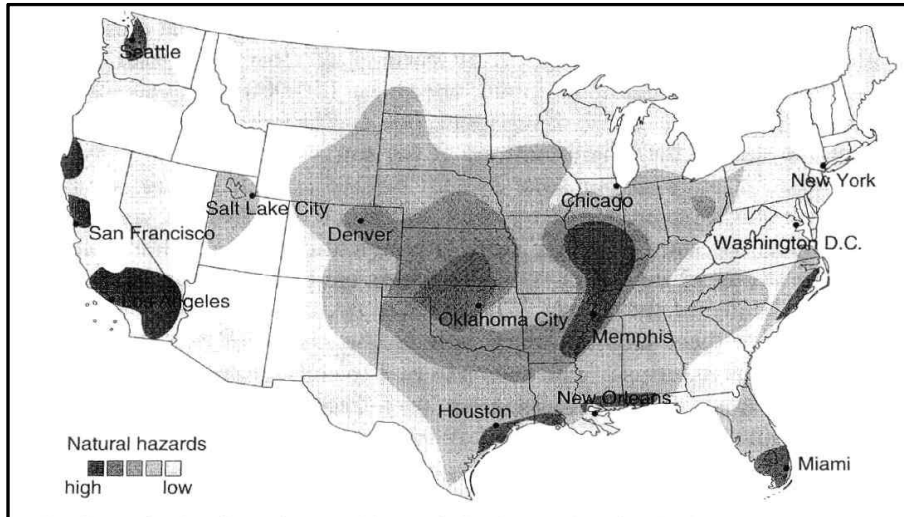 Seattle
New York
Chicago
Salt Lake City
Denver
San Francisco
Washington D.C.
Los Angeles
Oklahoma City
Memphis
New Orleans
Houston
Natural hazards
Miami
high low